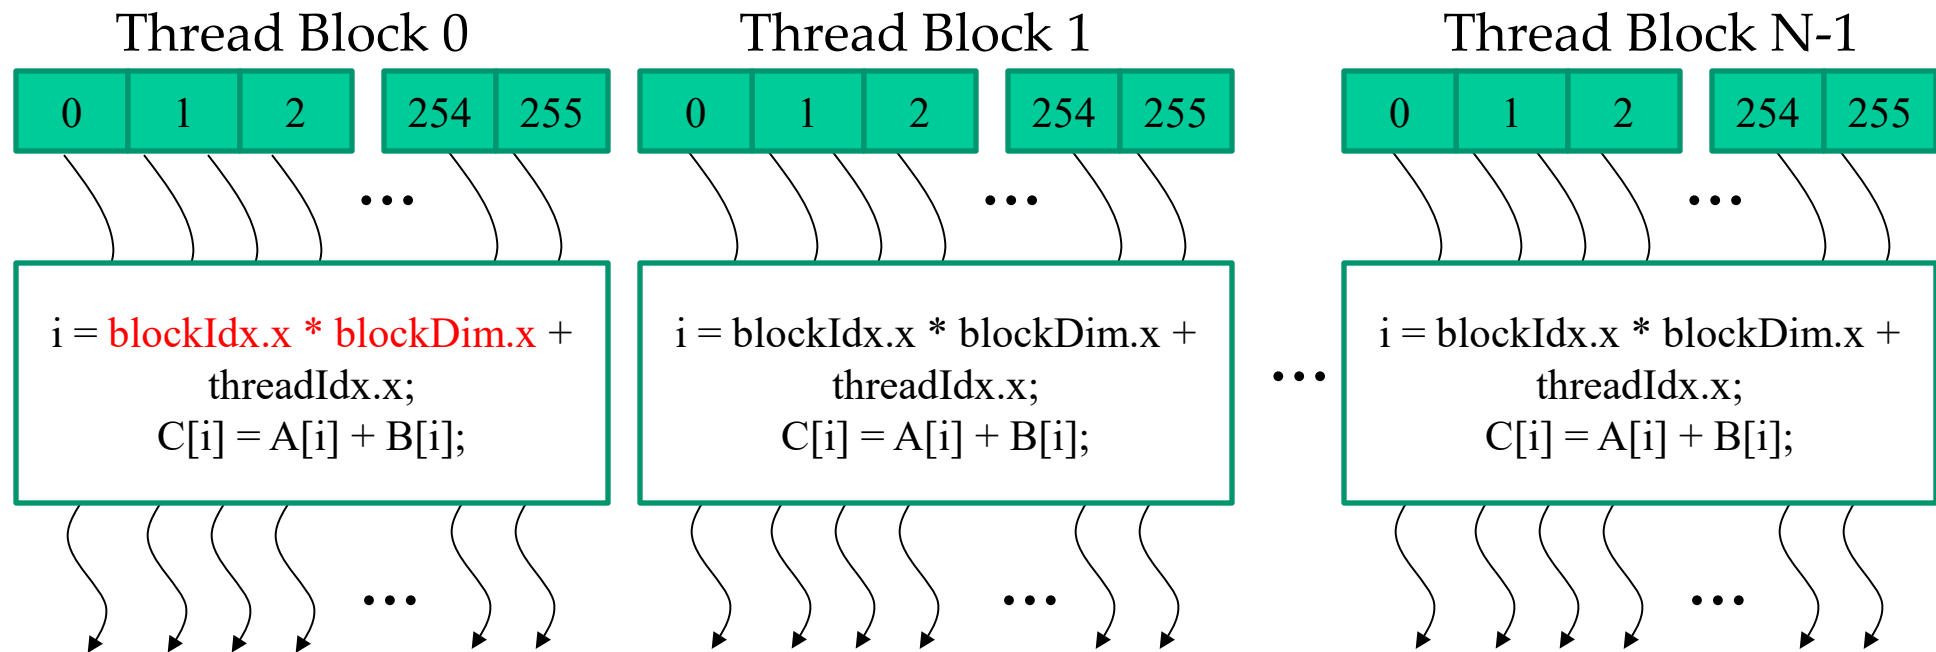 Thread Block 0
0 1 2 254 255
...
i = blockIdx.x * blockDim.x +
threadIdx.x;
C[i] = A[i] + B[i];
...
Thread Block 1
0 1 2 254 255
...
i = blockIdx.x * blockDim.x +
threadIdx.x;
C[i] = A[i] + B[i];
...
...
Thread Block N-1
0 1 2 254 255
...
i = blockIdx.x * blockDim.x +
threadIdx.x;
C[i] = A[i] + B[i];
...